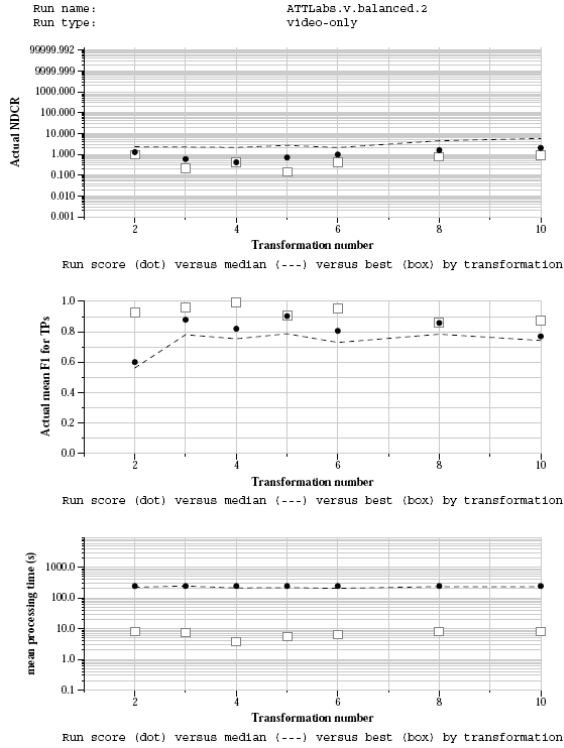 Run name: ATTLabs.v.balanced.2
Run type: video-only
99999.992
9999.999
1000.000
100.000
10.000
1.000
0.100
0.010
0.001
Actual NDCR
2 4 6 8 10
Transformation number
Run score (dot) versus median (---) versus best (box) by transformation
1.0
0.8
0.6
0.4
0.2
0.0
Actual mean F1 for TPs
2 4 6 8 10
Transformation number
Run score (dot) versus median (---) versus best (box) by transformation
1000.0
100.0
10.0
1.0
0.1
mean processing time (s)
2 4 6 8 10
Transformation number
Run score (dot) versus median (---) versus best (box) by transformation